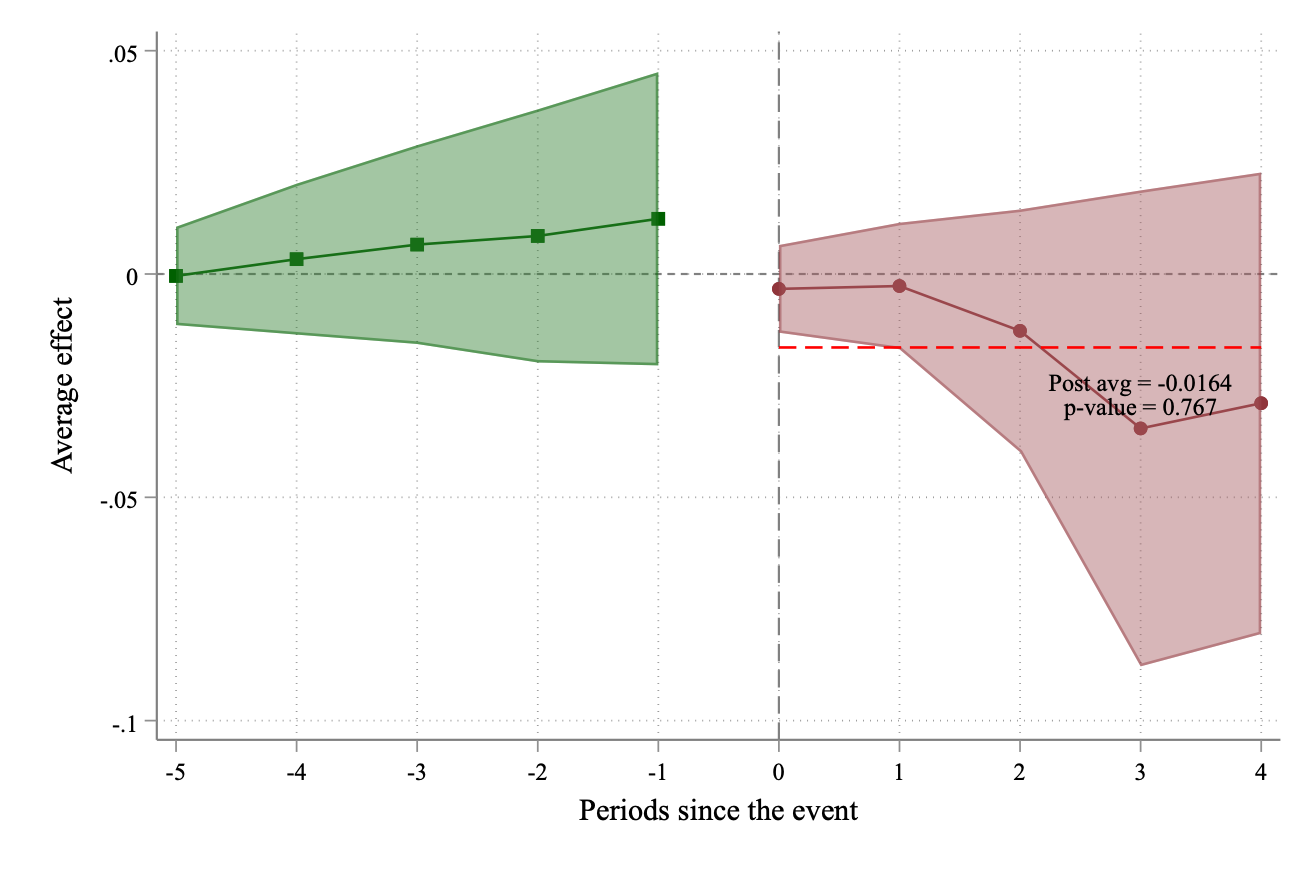 .05
0
-.05
-.1
Average effect
Post avg = -0.0164
p-value = 0.767
-5 -4 -3 -2 -1 0 1 2 3 4
Periods since the event